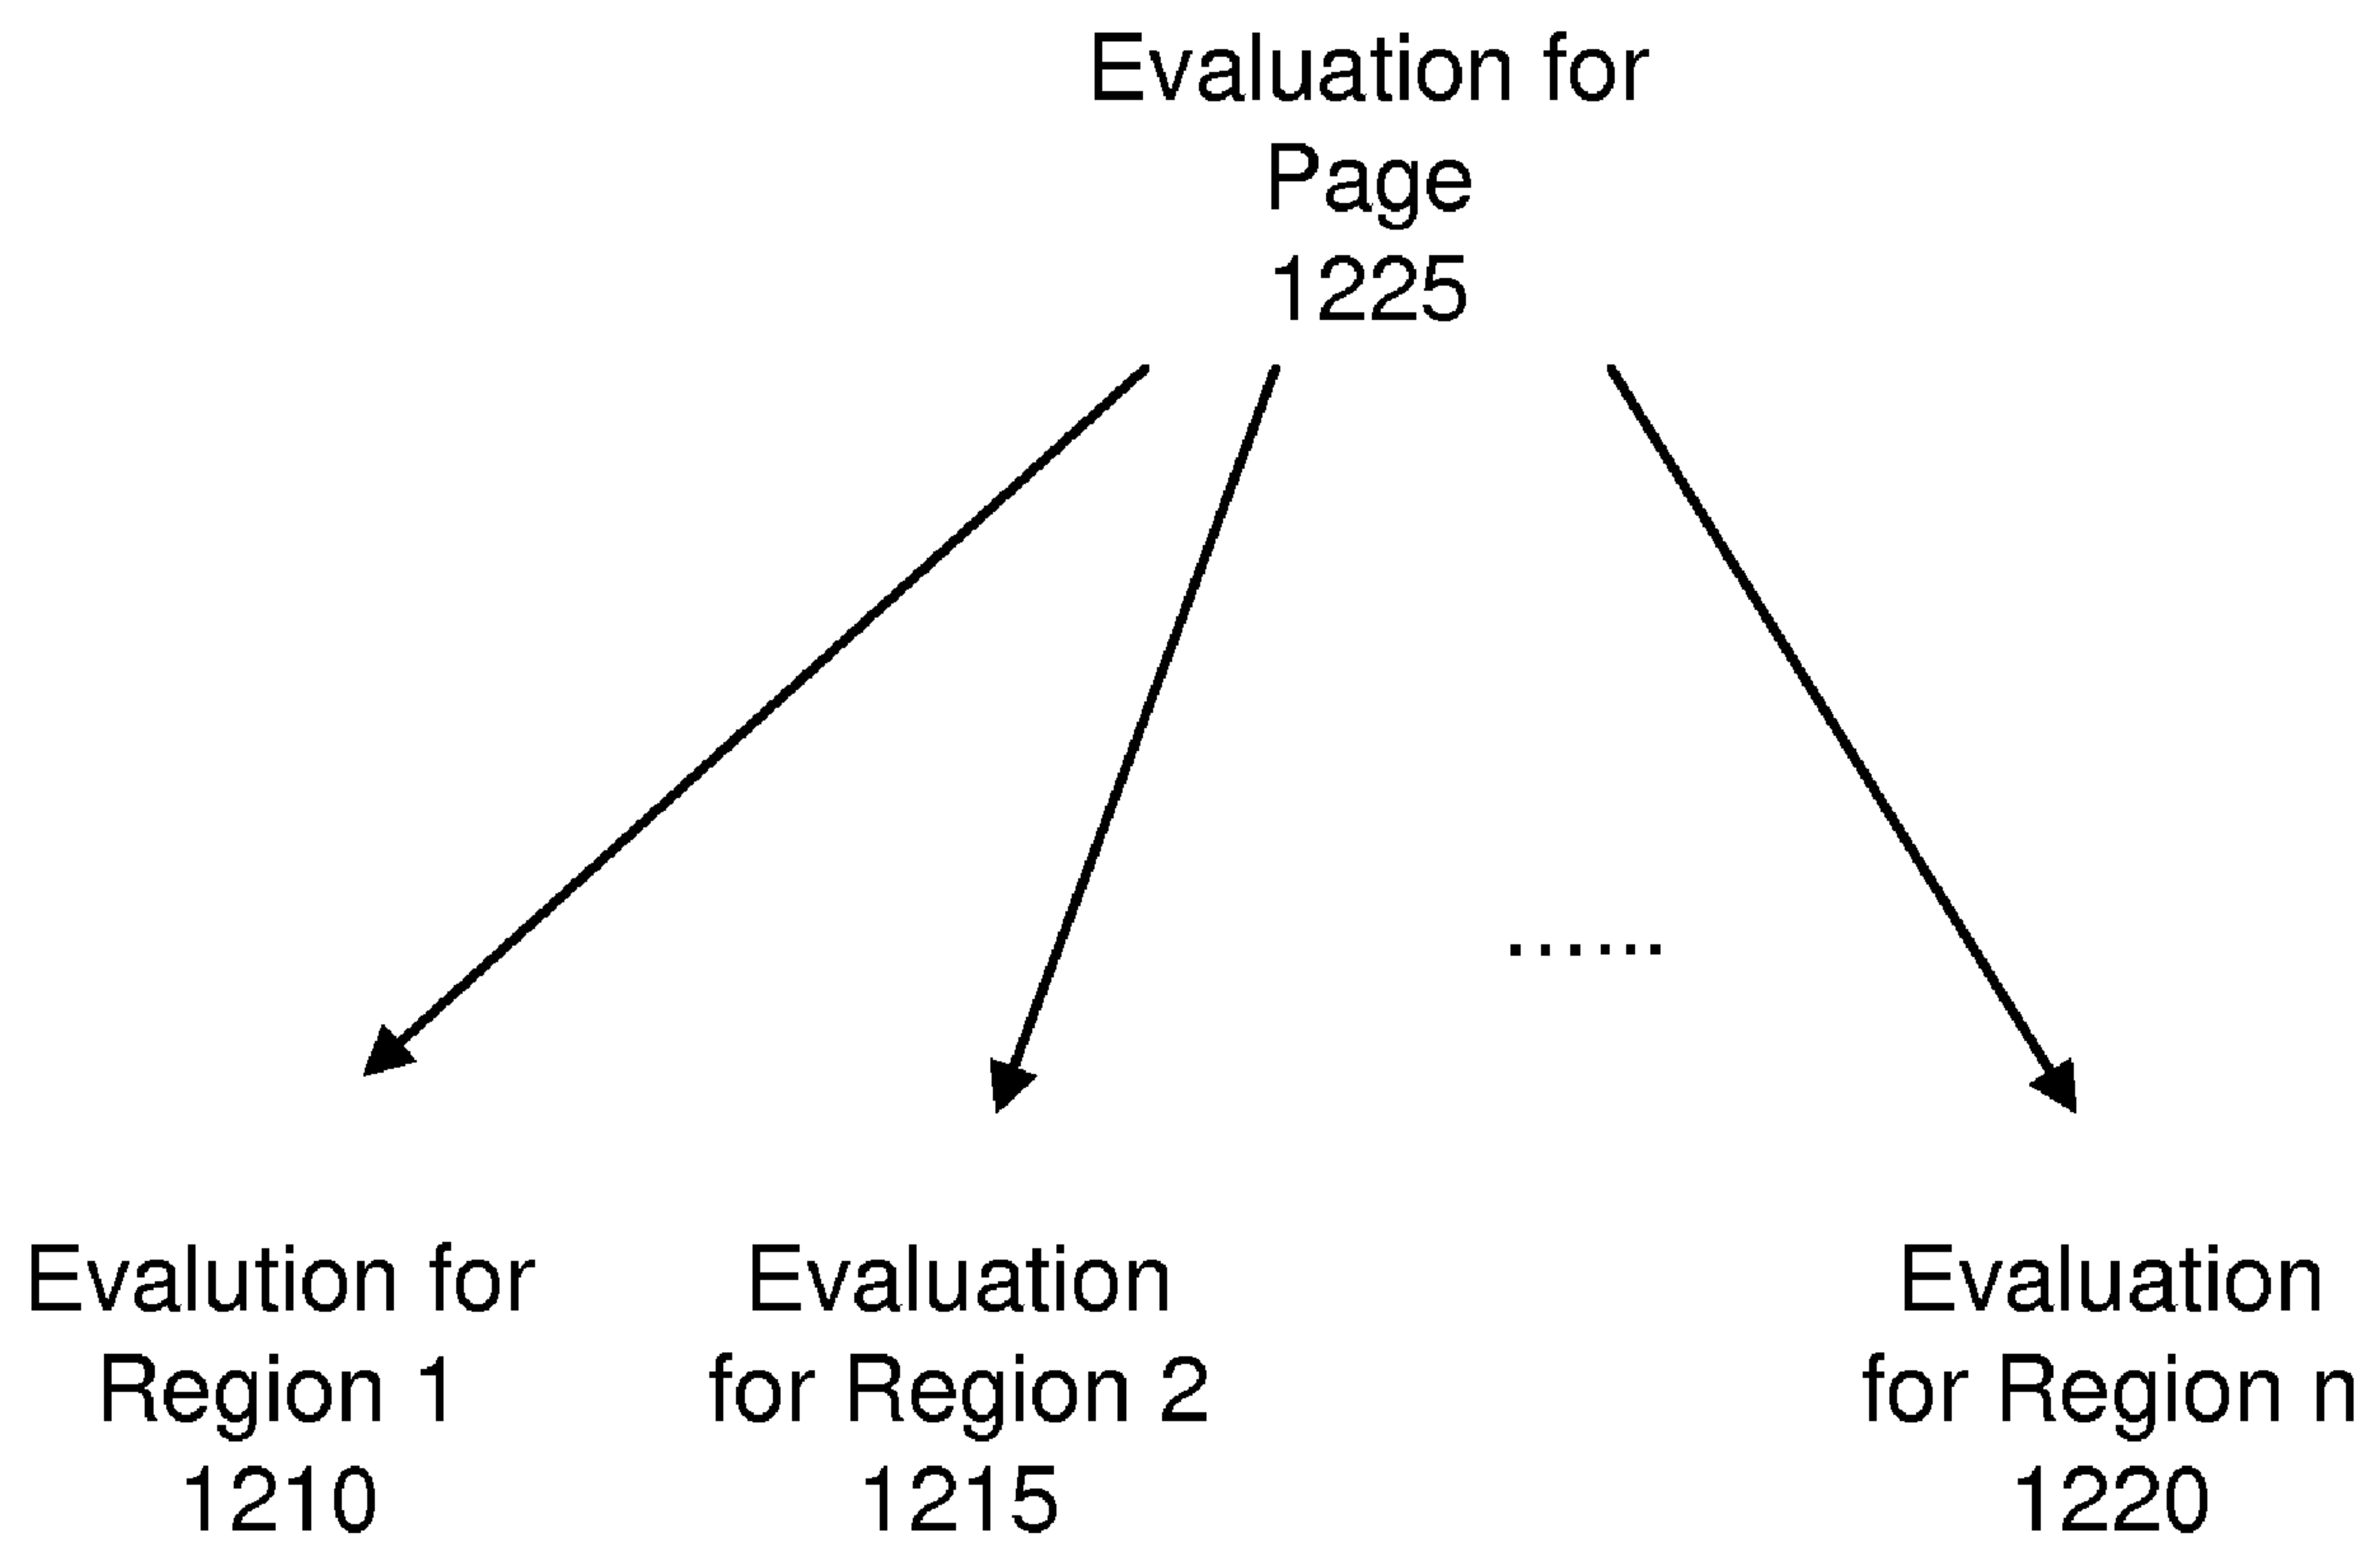 Evaluation for
Page
1225
......
Evalution for
Region 1
1210
Evaluation
for Region 2
1215
Evaluation
for Region n
1220